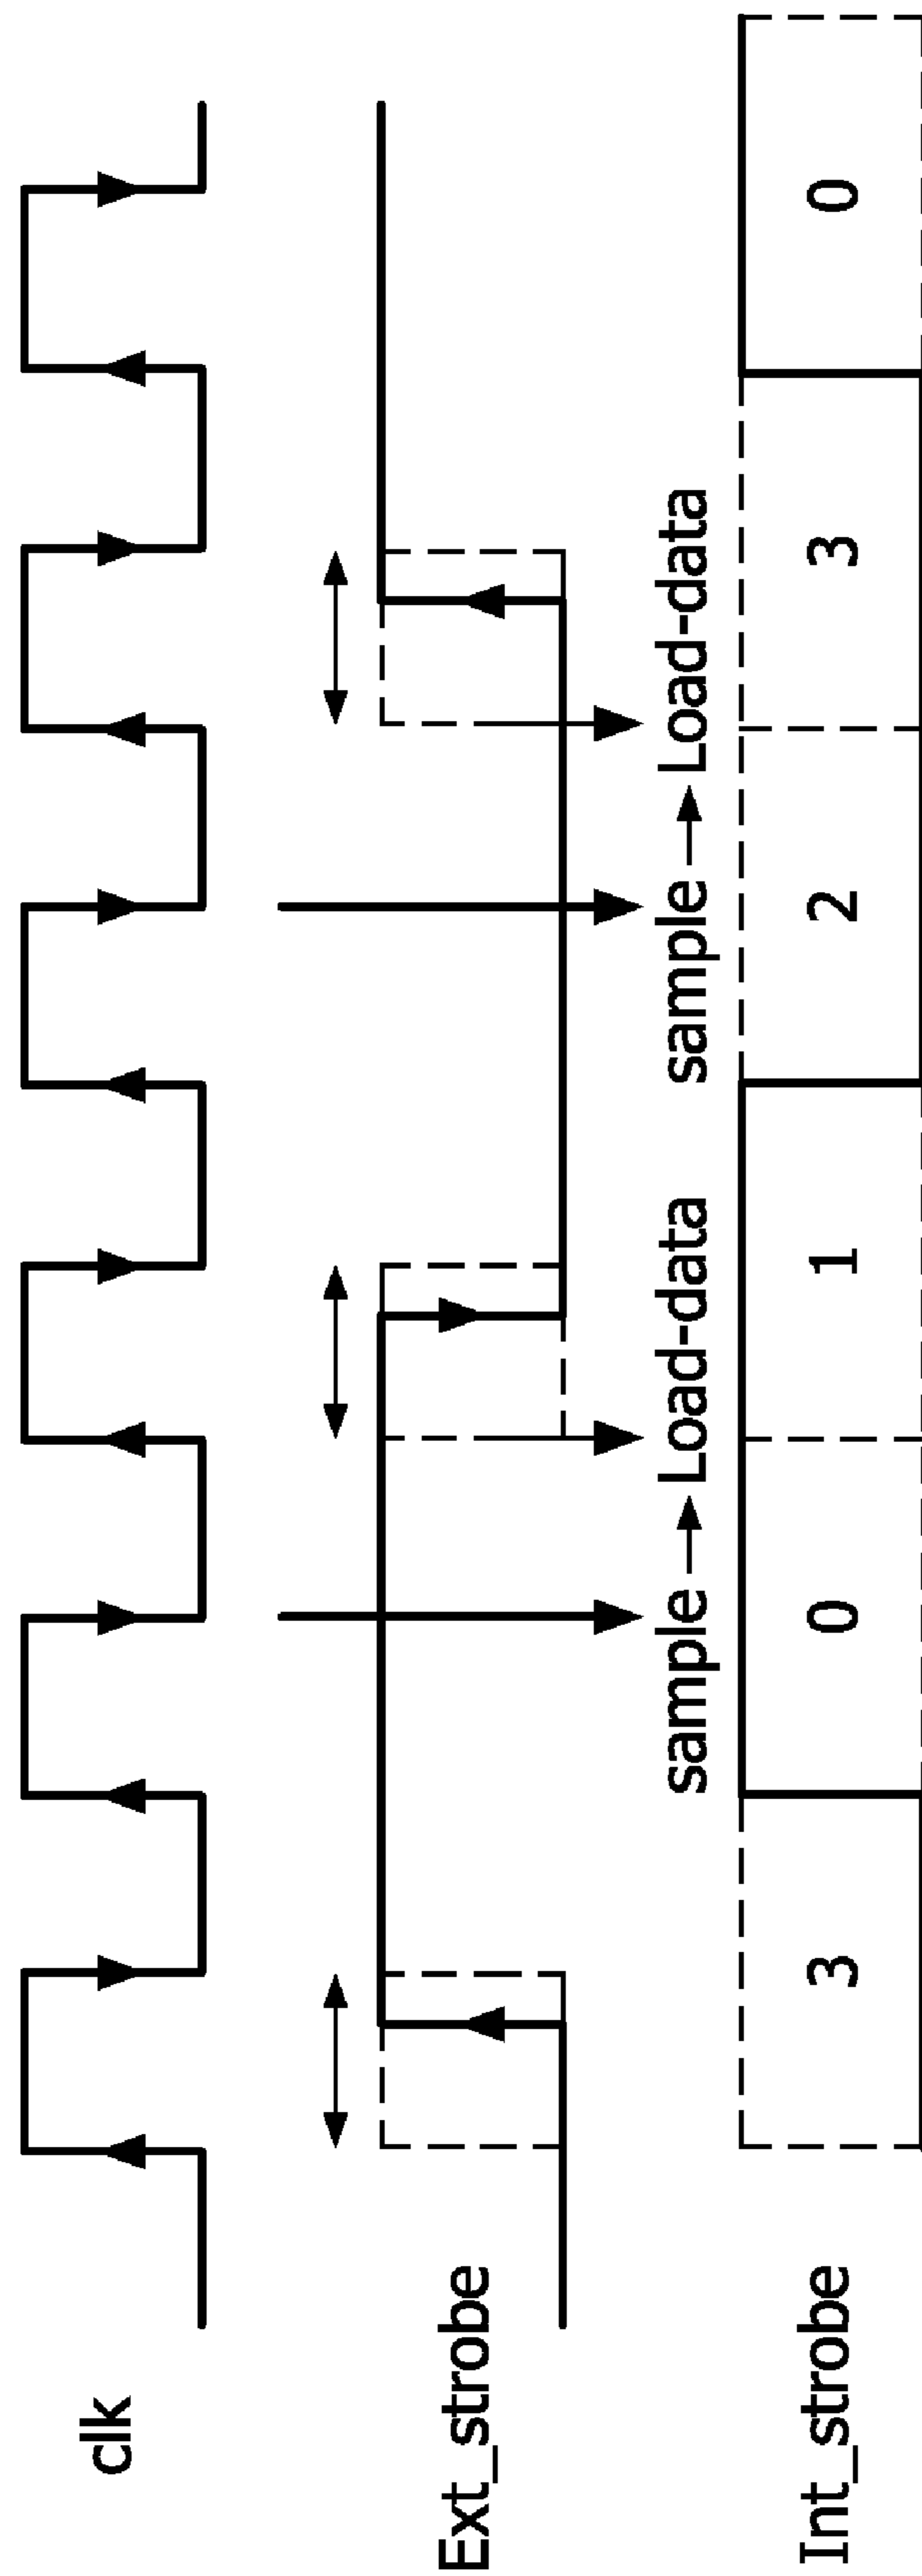 clk
Ext_strobe
sample → Load-data sample → Load-data
Int_strobe 3 0 1 2 3 0